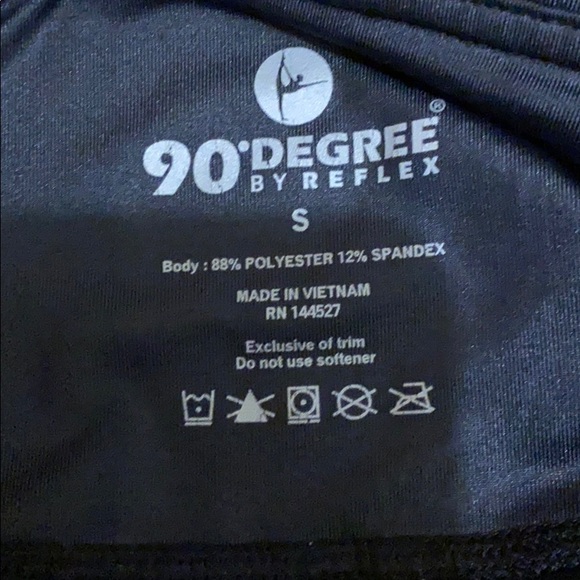 90°DEGREE®
BY REFLEX
S
Body : 88% POLYESTER 12% SPANDEX
MADE IN VIETNAM
RN 144527
Exclusive of trim
Do not use softener